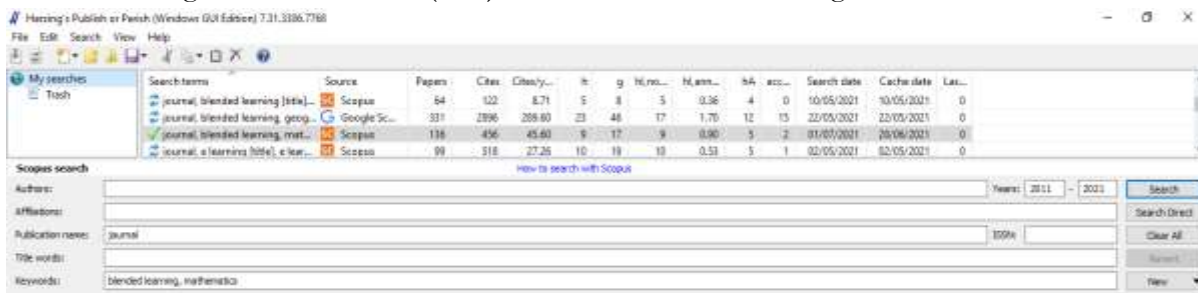 Harzing's Publish or Perish (Windows GUI Edition) 7.31.3306.7768
File Edit Search View Help
My searches
Trash
Search terms Source Papers Cites Cites/y... h g hI,no... hI,ann... hA acc... Search date Cache date Las...
journal, blended learning [title]... Scopus 64 122 8.71 5 8 5 0.36 4 0 10/05/2021 10/05/2021 0
journal, blended learning, geog... Google Sc... 331 2896 289.60 23 48 17 1.70 12 15 22/05/2021 22/05/2021 0
journal, blended learning, mat... Scopus 136 456 45.60 9 17 9 0.90 5 2 01/07/2021 28/06/2021 0
journal, e learning [title], e lear... Scopus 99 518 27.26 10 19 10 0.53 5 1 02/05/2021 02/05/2021 0
Scopus search How to search with Scopus
Authors: Years: 2011 - 2021 Search
Affiliations: Search Direct
Publication name: journal ISSN: Clear All
Title words:
Keywords: blended learning, mathematics New